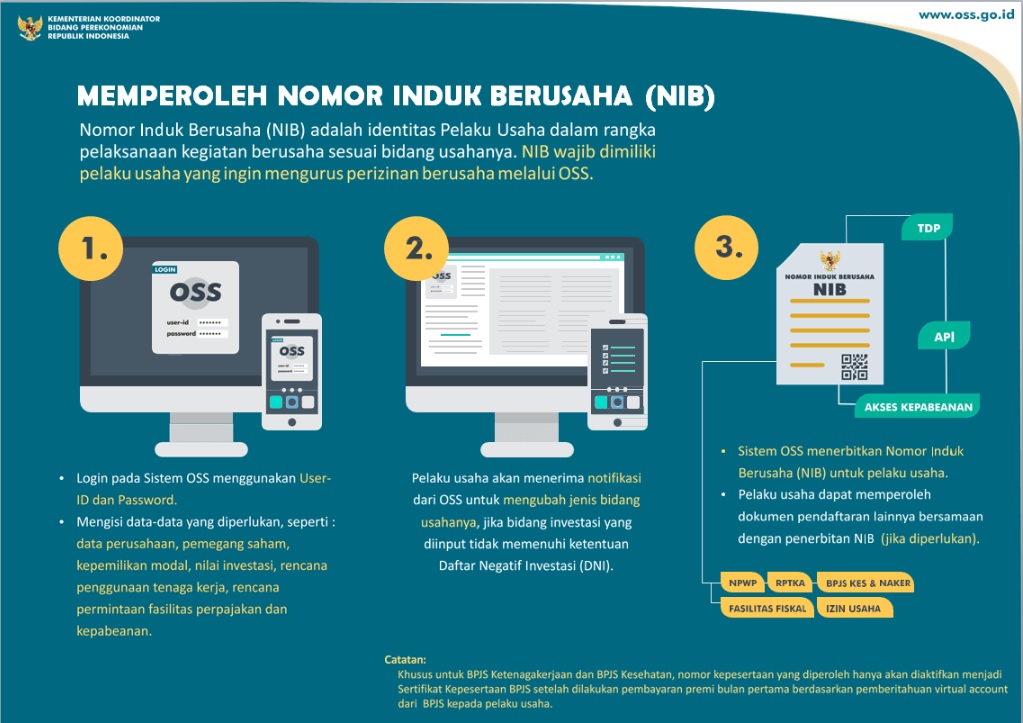 KEMENTERIAN KOORDINATOR
BIDANG PEREKONOMIAN
REPUBLIK INDONESIA
www.oss.go.id
MEMPEROLEH NOMOR INDUK BERUSAHA (NIB)
Nomor Induk Berusaha (NIB) adalah identitas Pelaku Usaha dalam rangka
pelaksanaan kegiatan berusaha sesuai bidang usahanya. NIB wajib dimiliki
pelaku usaha yang ingin mengurus perizinan berusaha melalui OSS.
1.
LOGIN
OSS
user-id
password
OSS
• Login pada Sistem OSS menggunakan User-
ID dan Password.
• Mengisi data-data yang diperlukan, seperti :
data perusahaan, pemegang saham,
kepemilikan modal, nilai investasi, rencana
penggunaan tenaga kerja, rencana
permintaan fasilitas perpajakan dan
kepabeanan.
2.
OSS
Pelaku usaha akan menerima notifikasi
dari OSS untuk mengubah jenis bidang
usahanya, jika bidang investasi yang
diinput tidak memenuhi ketentuan
Daftar Negatif Investasi (DNI).
3.
NOMOR INDUK BERUSAHA
NIB
TDP
API
AKSES KEPABEANAN
• Sistem OSS menerbitkan Nomor Induk
Berusaha (NIB) untuk pelaku usaha.
• Pelaku usaha dapat memperoleh
dokumen pendaftaran lainnya bersamaan
dengan penerbitan NIB (jika diperlukan).
NPWP
RPTKA
BPJS KES & NAKER
FASILITAS FISKAL
IZIN USAHA
Catatan:
Khusus untuk BPJS Ketenagakerjaan dan BPJS Kesehatan, nomor kepesertaan yang diperoleh hanya akan diaktifkan menjadi
Sertifikat Kepesertaan BPJS setelah dilakukan pembayaran premi bulan pertama berdasarkan pemberitahuan virtual account
dari BPJS kepada pelaku usaha.